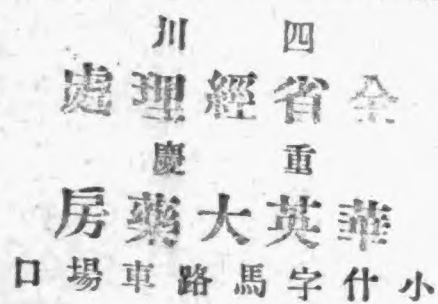 四川
全省經理處
重慶
華英大藥房
小什字馬路車場口